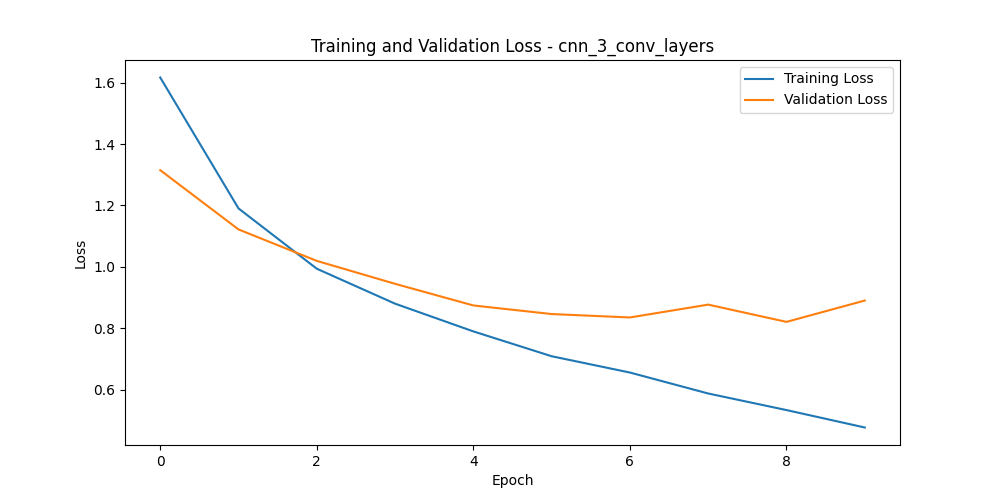 Training and Validation Loss - cnn_3_conv_layers
Training Loss
Validation Loss
Loss
1.6
1.4
1.2
1.0
0.8
0.6
0 2 4 6 8
Epoch